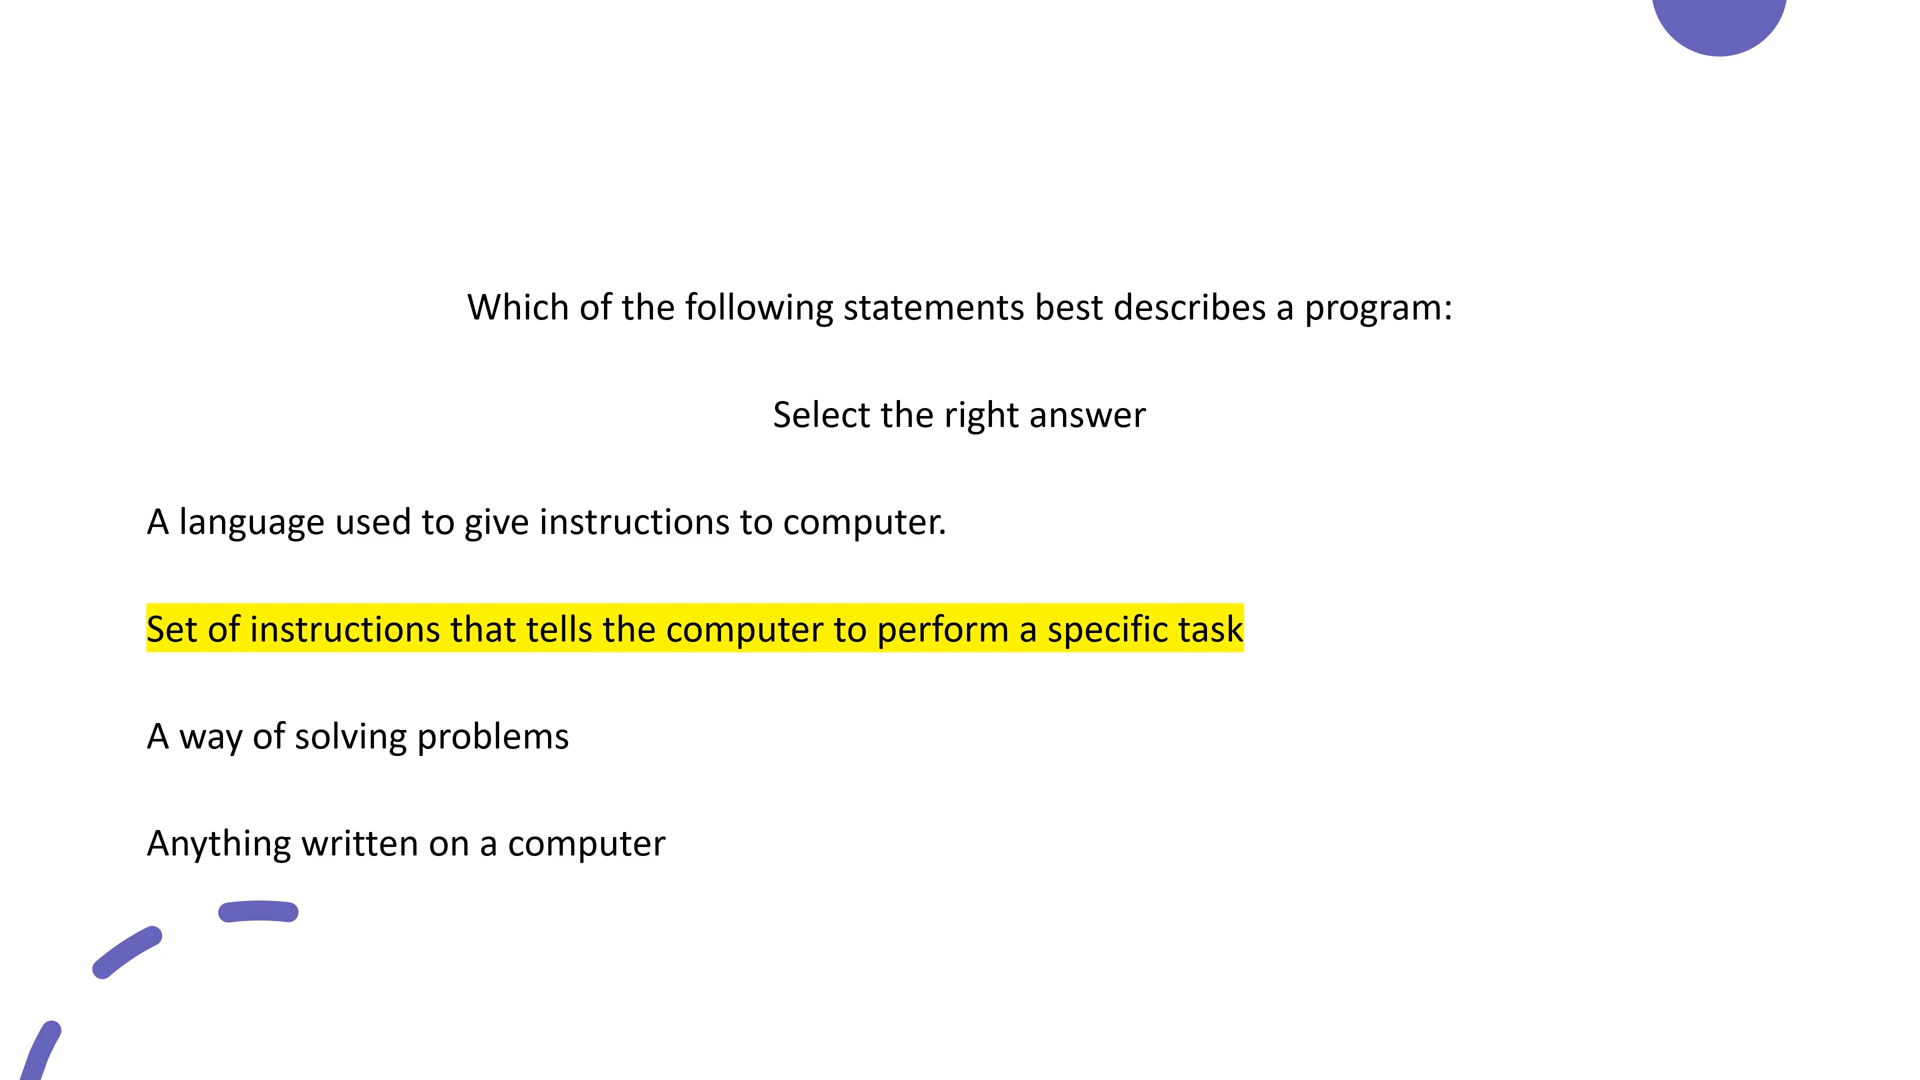 Which of the following statements best describes a program:
Select the right answer
A language used to give instructions to computer.
Set of instructions that tells the computer to perform a specific task
A way of solving problems
Anything written on a computer